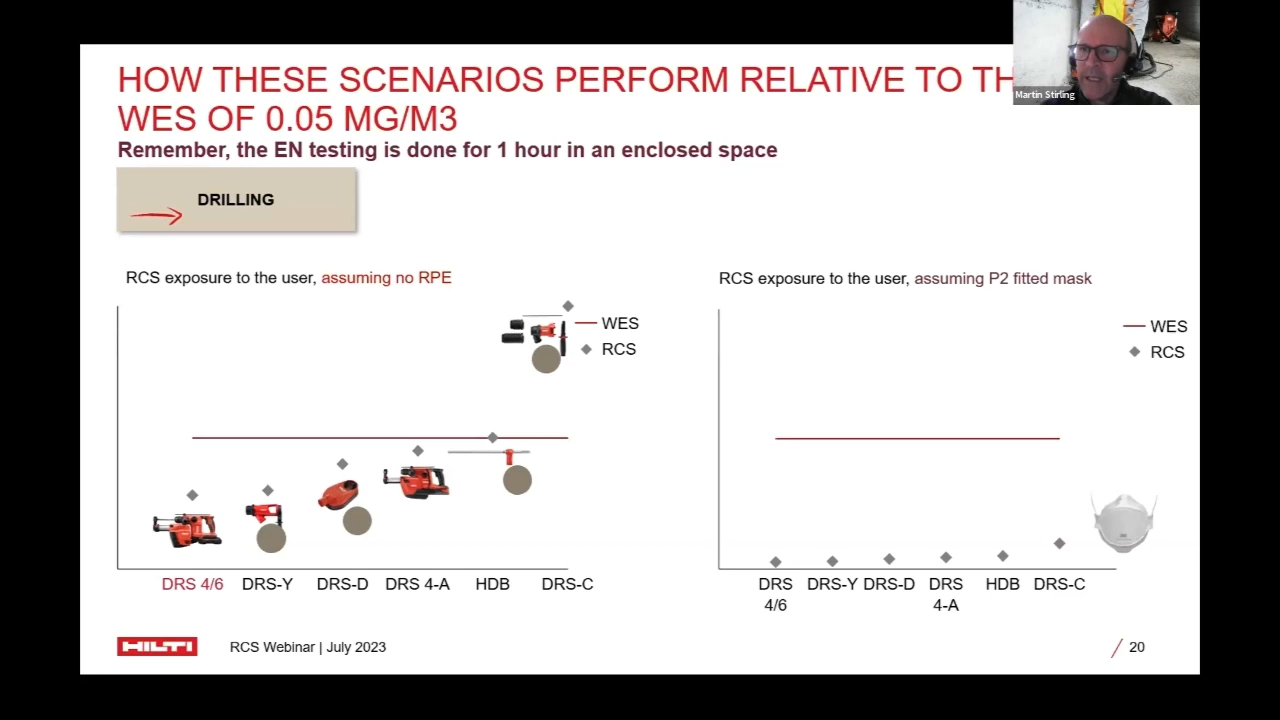 HOW THESE SCENARIOS PERFORM RELATIVE TO TH
WES OF 0.05 MG/M3
Remember, the EN testing is done for 1 hour in an enclosed space
Martin Stirling
DRILLING
RCS exposure to the user, assuming no RPE
WES
RCS
DRS 4/6 DRS-Y DRS-D DRS 4-A HDB DRS-C
RCS exposure to the user, assuming P2 fitted mask
WES
RCS
DRS DRS-Y DRS-D DRS HDB DRS-C
4/6 4-A
HILTI RCS Webinar | July 2023 20